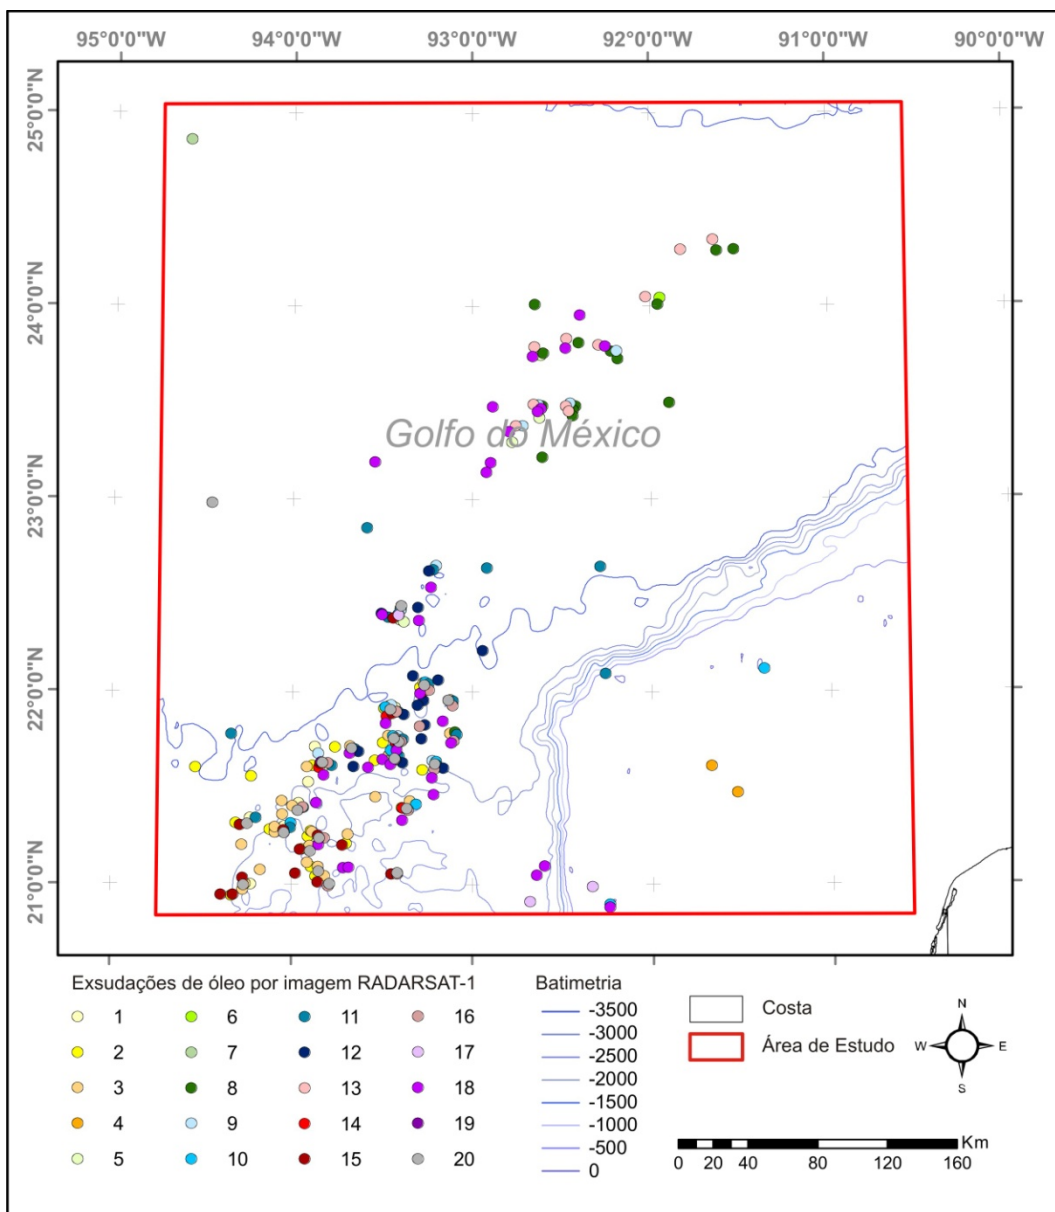 95°0'0"W 94°0'0"W 93°0'0"W 92°0'0"W 91°0'0"W 90°0'0"W
25°0'0"N
24°0'0"N
23°0'0"N
22°0'0"N
21°0'0"N
Golfo do México
Exsudações de óleo por imagem RADARSAT-1
1 6 11 16
2 7 12 17
3 8 13 18
4 9 14 19
5 10 15 20
Batimetria
-3500
-3000
-2500
-2000
-1500
-1000
-500
0
Costa
Área de Estudo
N
W E
S
Km
0 20 40 80 120 160